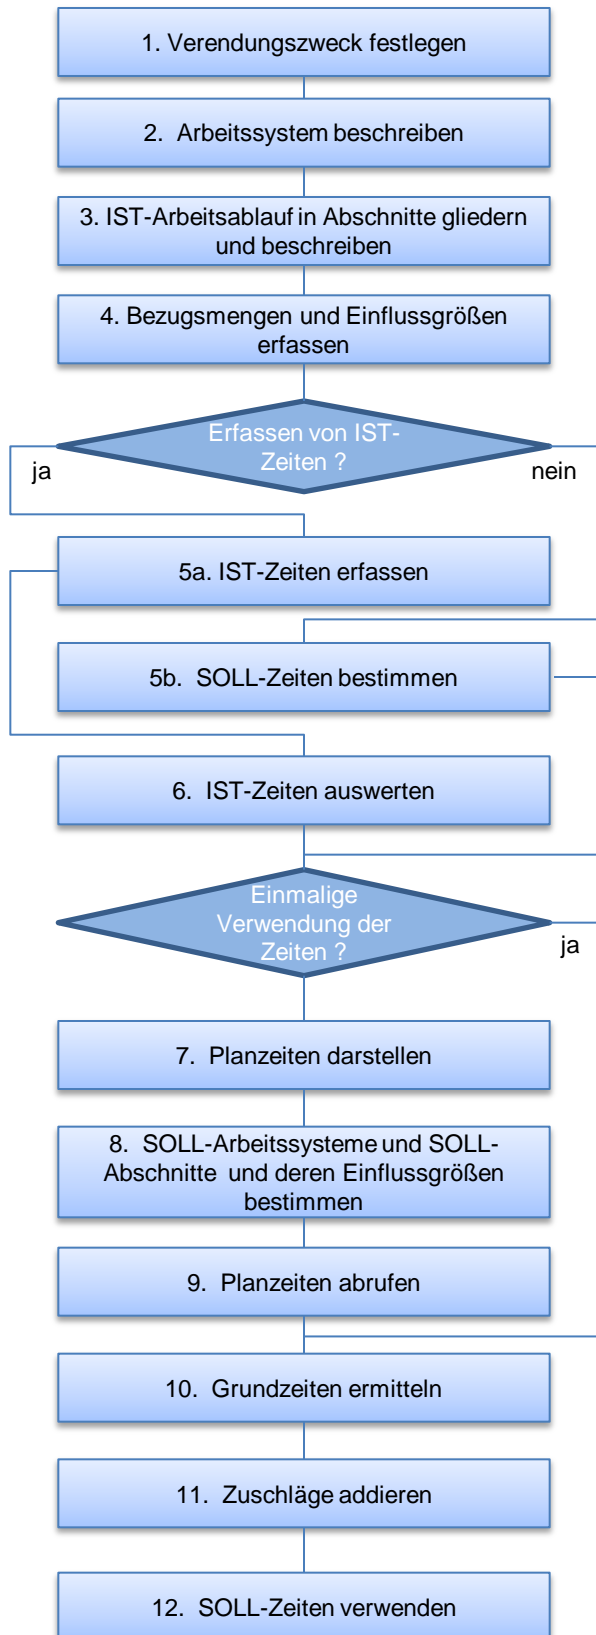 1. Verendungszweck festlegen
2. Arbeitssystem beschreiben
3. IST-Arbeitsablauf in Abschnitte gliedern
und beschreiben
4. Bezugsmengen und Einflussgrößen
erfassen
Erfassen von IST-
Zeiten ?
ja
nein
5a. IST-Zeiten erfassen
5b. SOLL-Zeiten bestimmen
6. IST-Zeiten auswerten
Einmalige
Verwendung der
Zeiten ?
ja
7. Planzeiten darstellen
8. SOLL-Arbeitssysteme und SOLL-
Abschnitte und deren Einflussgrößen
bestimmen
9. Planzeiten abrufen
10. Grundzeiten ermitteln
11. Zuschläge addieren
12. SOLL-Zeiten verwenden